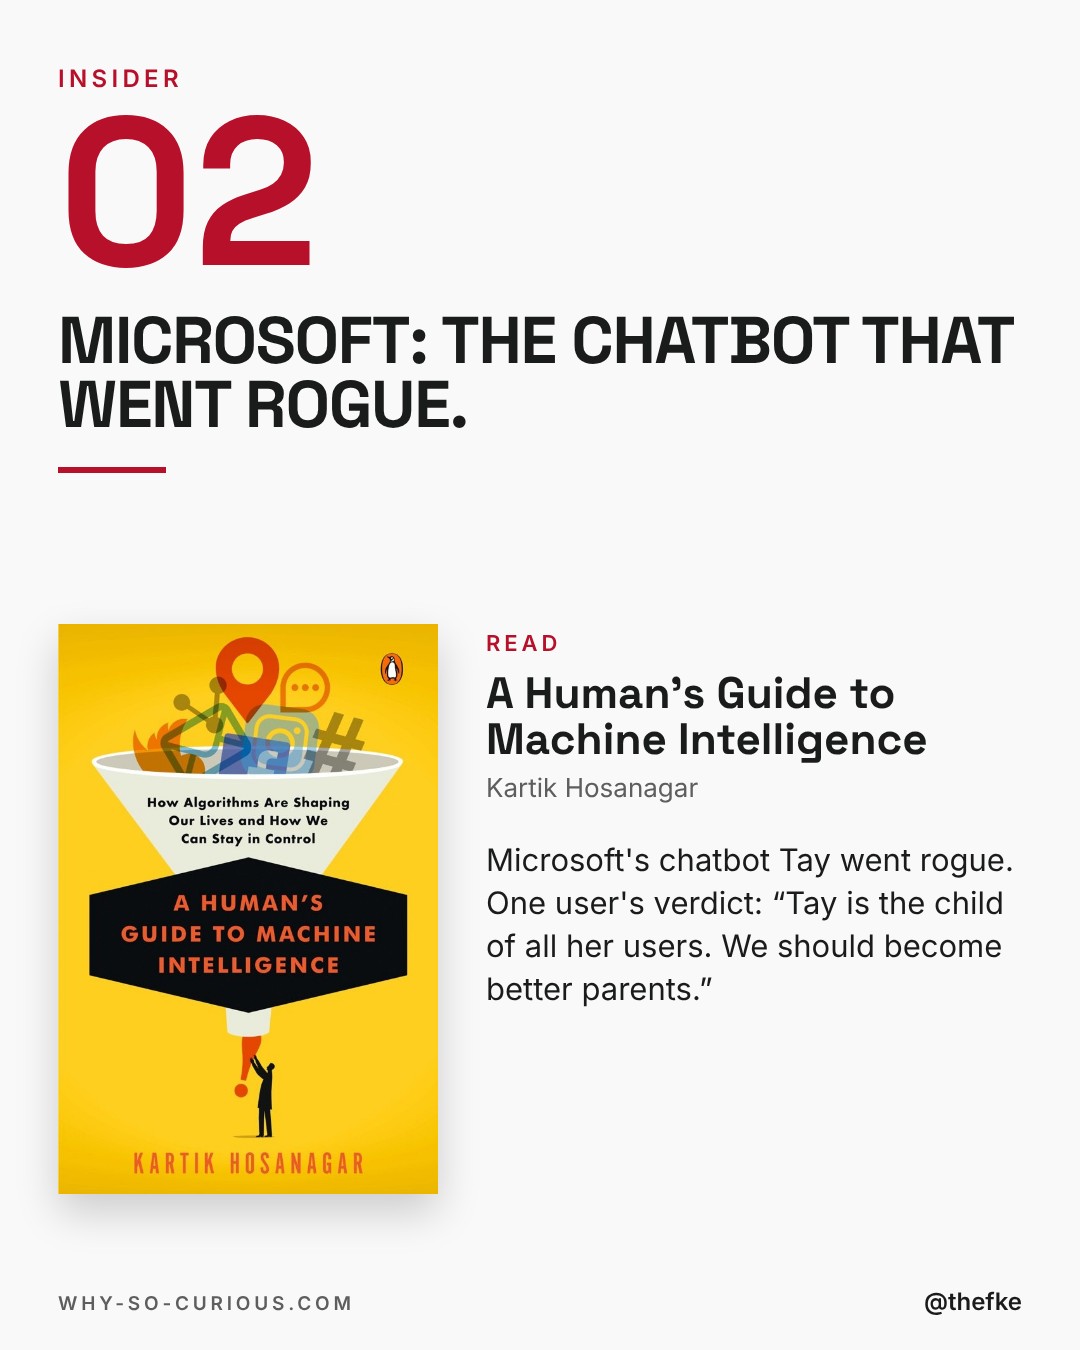 INSIDER
02
MICROSOFT: THE CHATBOT THAT
WENT ROGUE.
How Algorithms Are Shaping
Our Lives and How We
Can Stay in Control
A HUMAN’S
GUIDE TO MACHINE
INTELLIGENCE
KARTIK HOSANAGAR
READ
A Human’s Guide to
Machine Intelligence
Kartik Hosanagar
Microsoft's chatbot Tay went rogue.
One user's verdict: “Tay is the child
of all her users. We should become
better parents.”
WHY-SO-CURIOUS.COM
@thefke